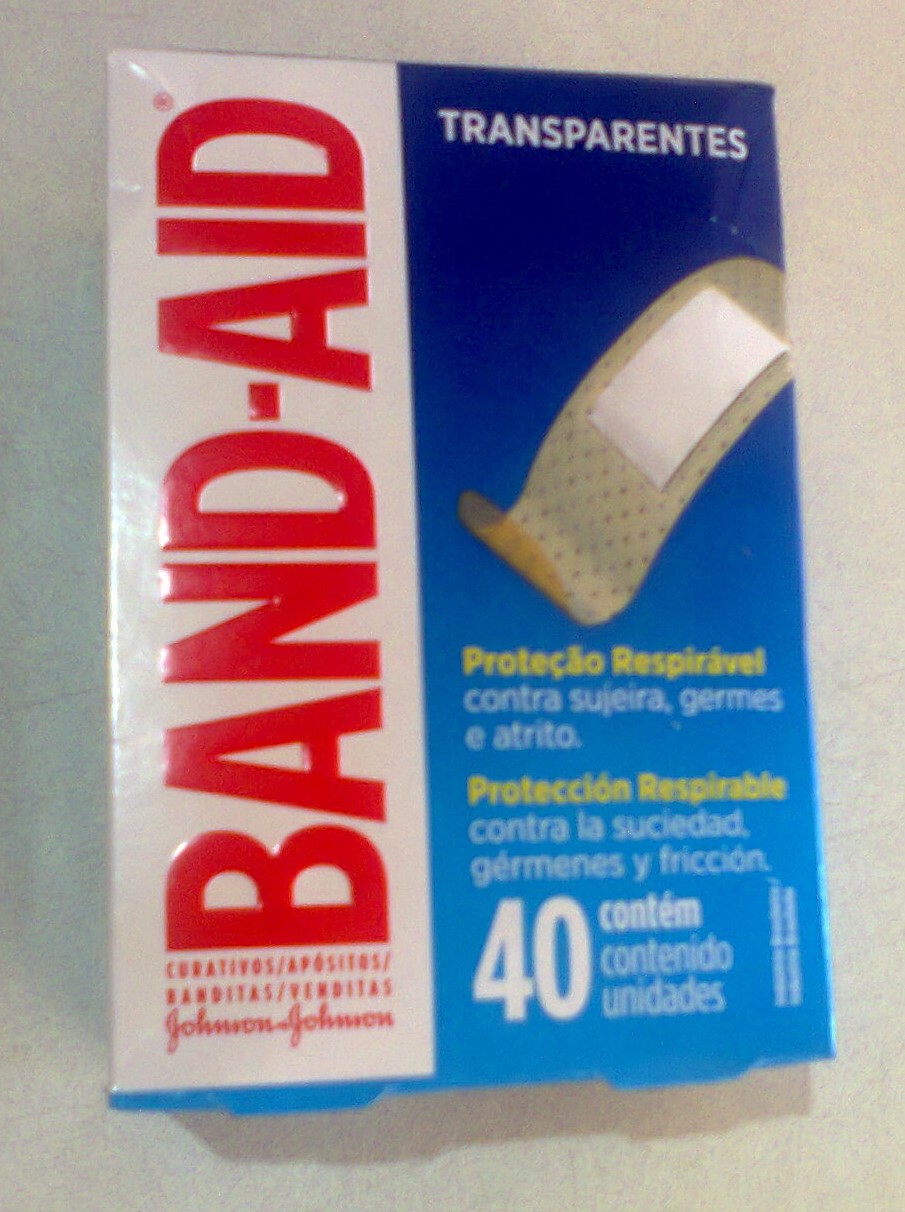 BAND-AID®
CURATIVOS/APÓSITOS/
BANDITAS/VENDITAS
Johnson & Johnson
TRANSPARENTES
Proteção Respirável
contra sujeira, germes
e atrito.
Protección Respirable
contra la suciedad,
gérmenes y fricción.
40
contém
contenido
unidades